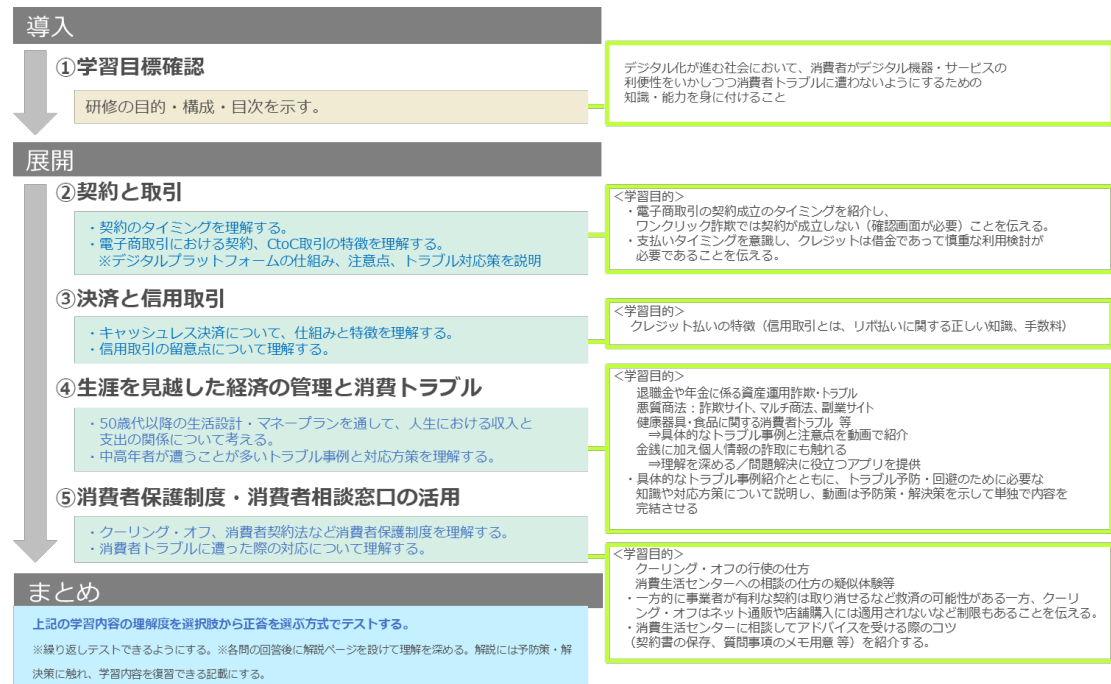 導入
①学習目標確認
研修の目的・構成・目次を示す。
デジタル化が進む社会において、消費者がデジタル機器・サービスの
利便性をいかしつつ消費者トラブルに遭わないようにするための
知識・能力を身に付けること
展開
②契約と取引
・契約のタイミングを理解する。
・電子商取引における契約、CtoC取引の特徴を理解する。
※デジタルプラットフォームの仕組み、注意点、トラブル対応策を説明
＜学習目的＞
・電子商取引の契約成立のタイミングを紹介し、
ワンクリック詐欺では契約が成立しない（確認画面が必要）ことを伝える。
・支払いタイミングを意識し、クレジットは借金であって慎重な利用検討が
必要であることを伝える。
③決済と信用取引
・キャッシュレス決済について、仕組みと特徴を理解する。
・信用取引の留意点について理解する。
＜学習目的＞
クレジット払いの特徴（信用取引とは、リボ払いに関する正しい知識、手数料）
④生涯を見越した経済の管理と消費トラブル
・50歳代以降の生活設計・マネープランを通して、人生における収入と
支出の関係について考える。
・中高年者が遭うことが多いトラブル事例と対応方策を理解する。
＜学習目的＞
退職金や年金に係る資産運用詐欺・トラブル
悪質商法：詐欺サイト、マルチ商法、副業サイト
健康器具・食品に関する消費者トラブル 等
⇒具体的なトラブル事例と注意点を動画で紹介
金銭に加え個人情報の詐取にも触れる
⇒理解を深める／問題解決に役立つアプリを提供
・具体的なトラブル事例紹介とともに、トラブル予防・回避のために必要な
知識や対応方策について説明し、動画は予防策・解決策を示して単独で内容を
完結させる
⑤消費者保護制度・消費者相談窓口の活用
・クーリング・オフ、消費者契約法など消費者保護制度を理解する。
・消費者トラブルに遭った際の対応について理解する。
＜学習目的＞
クーリング・オフの行使の仕方
消費生活センターへの相談の仕方の疑似体験等
・一方的に事業者が有利な契約は取り消せるなど救済の可能性がある一方、クーリ
ング・オフはネット通販や店舗購入には適用されないなど制限もあることを伝える。
・消費生活センターに相談してアドバイスを受ける際のコツ
（契約書の保存、質問事項のメモ用意 等）を紹介する。
まとめ
上記の学習内容の理解度を選択肢から正答を選ぶ方式でテストする。
※繰り返しテストできるようにする。※各問の回答後に解説ページを設けて理解を深める。解説には予防策・解
決策に触れ、学習内容を復習できる記載にする。